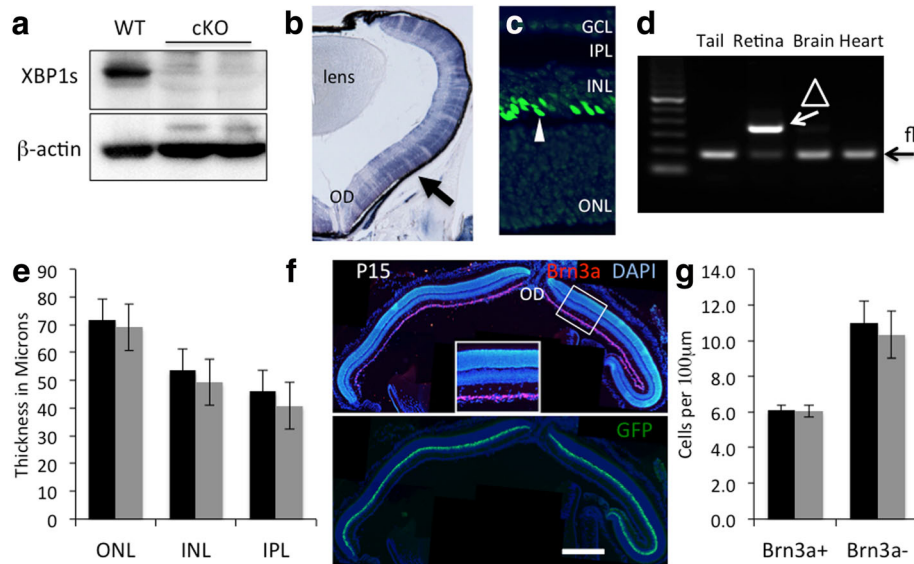 a
WT cKO
XBP1s
β-actin
b
lens
OD
c
GCL
IPL
INL
ONL
d
Tail Retina Brain Heart
△
fl
e
Thickness in Microns
90
80
70
60
50
40
30
20
10
0
ONL INL IPL
f
P15 Brn3a DAPI
OD
GFP
g
Cells per 100μm
14.0
12.0
10.0
8.0
6.0
4.0
2.0
0.0
Brn3a+ Brn3a-